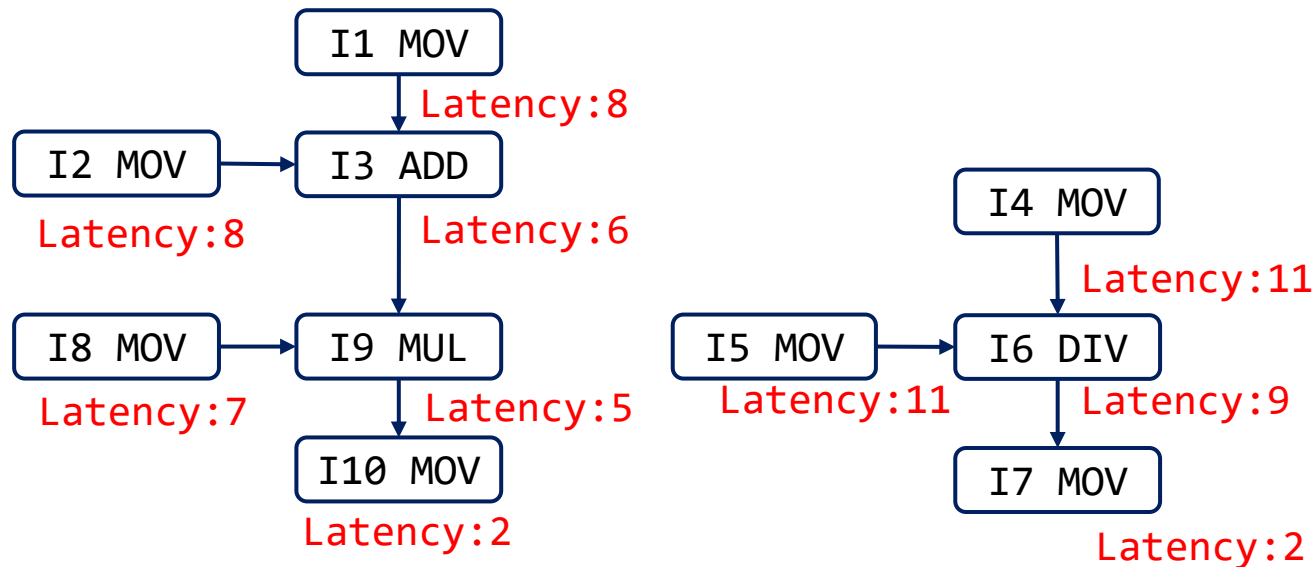 I1 MOV
Latency:8
I2 MOV
I3 ADD
Latency:8
Latency:6
I8 MOV
I9 MUL
Latency:7
Latency:5
I10 MOV
Latency:2
I4 MOV
Latency:11
I5 MOV
I6 DIV
Latency:11
Latency:9
I7 MOV
Latency:2